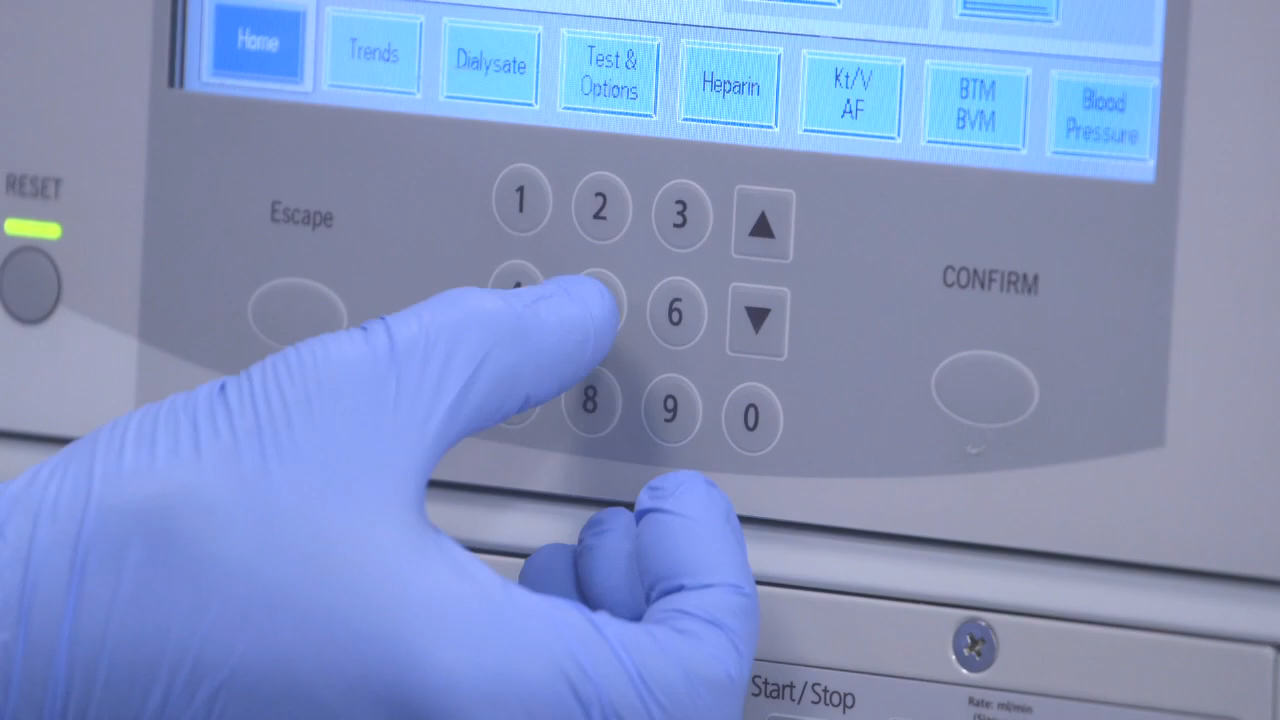 Home
Trends
Dialysate
Test &
Options
Heparin
Kt/V
AF
BTM
BVM
Blood
Pressure
RESET
Escape
1 2 3
6
8 9 0
CONFIRM
Start/Stop
Rate: ml/min